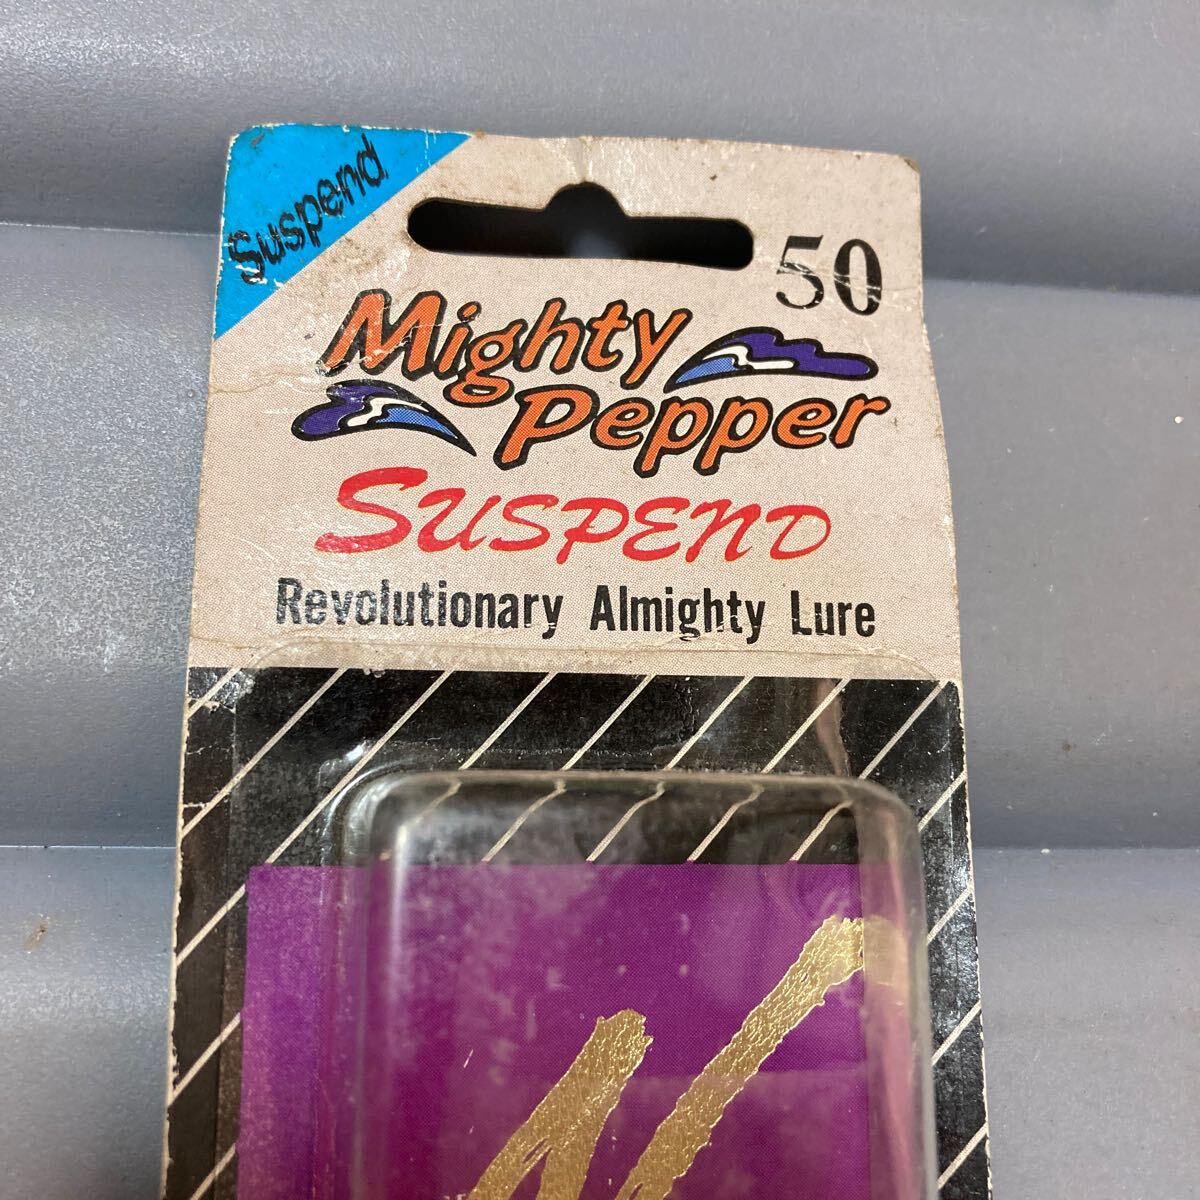 Suspend
50
Mighty
Pepper
SUSPEND
Revolutionary Almighty Lure